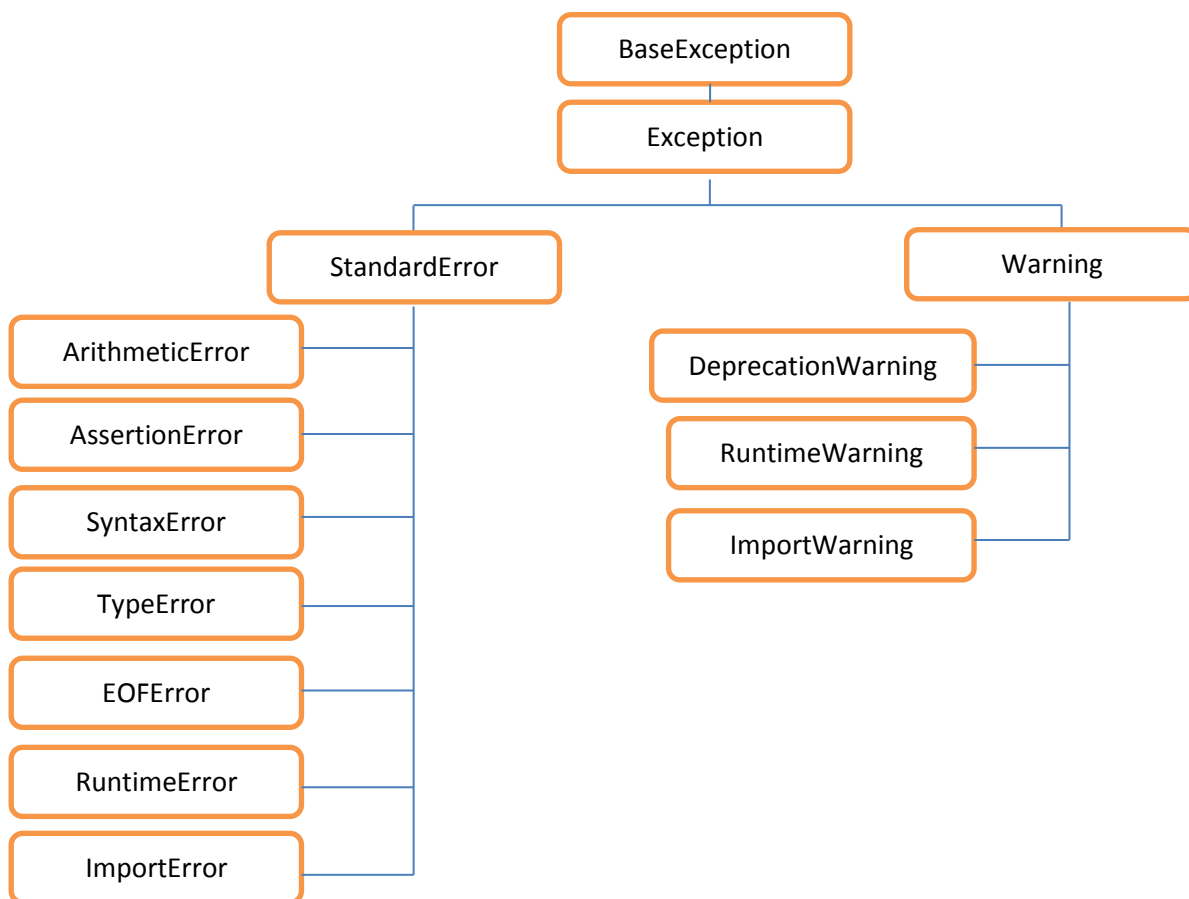 BaseException
Exception
StandardError
Warning
ArithmeticError
AssertionError
SyntaxError
TypeError
EOFError
RuntimeError
ImportError
DeprecationWarning
RuntimeWarning
ImportWarning